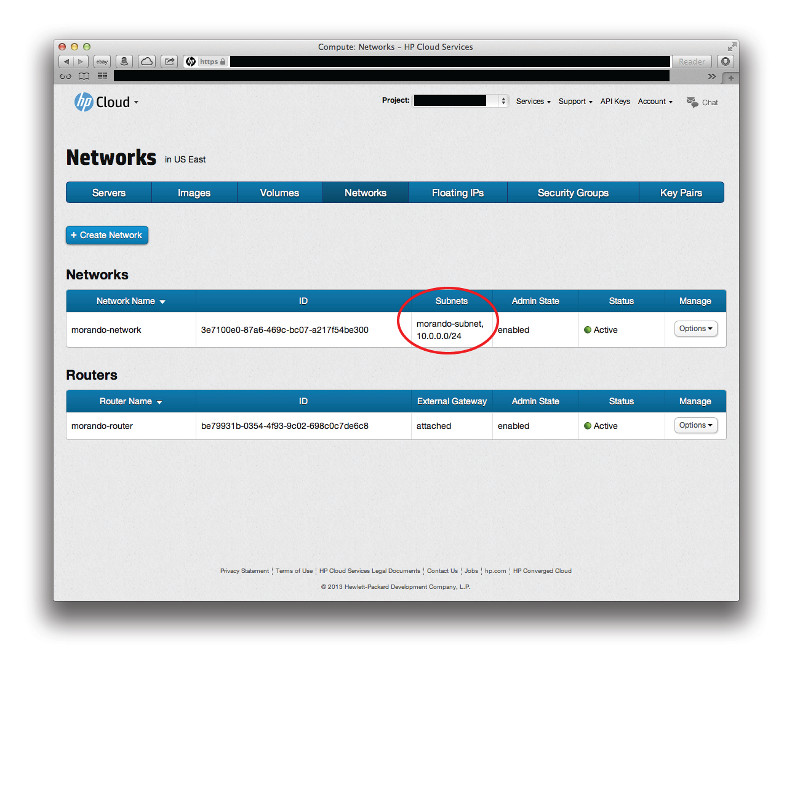 Compute: Networks – HP Cloud Services
ebay
hp https Reader
hp Cloud Project: Services Support API Keys Account Chat
Networks in US East
Servers Images Volumes Networks Floating IPs Security Groups Key Pairs
+ Create Network
Networks
Network Name ID Subnets Admin State Status Manage
morando-network 3e7100e0-87a6-469c-bc07-a217f54be300 morando-subnet, enabled Active Options
10.0.0.0/24
Routers
Router Name ID External Gateway Admin State Status Manage
morando-router be79931b-0354-4f93-9c02-698c0c7de6c8 attached enabled Active Options
Privacy Statement ¦ Terms of Use ¦ HP Cloud Services Legal Documents ¦ Contact Us ¦ Jobs ¦ hp.com ¦ HP Converged Cloud
© 2013 Hewlett-Packard Development Company, L.P.